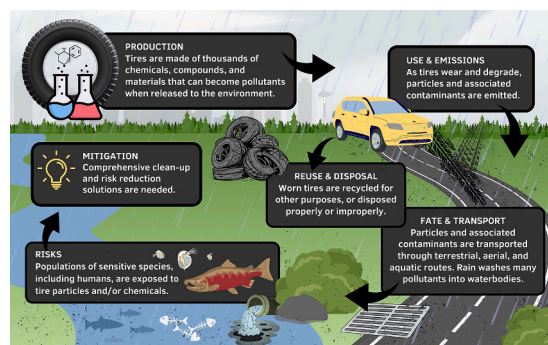 PRODUCTION
Tires are made of thousands of
chemicals, compounds, and
materials that can become pollutants
when released to the environment.
USE & EMISSIONS
As tires wear and degrade,
particles and associated
contaminants are emitted.
MITIGATION
Comprehensive clean-up
and risk reduction
solutions are needed.
REUSE & DISPOSAL
Worn tires are recycled for
other purposes, or disposed
properly or improperly.
FATE & TRANSPORT
Particles and associated
contaminants are transported
through terrestrial, aerial, and
aquatic routes. Rain washes many
pollutants into waterbodies.
RISKS
Populations of sensitive species,
including humans, are exposed to
tire particles and/or chemicals.